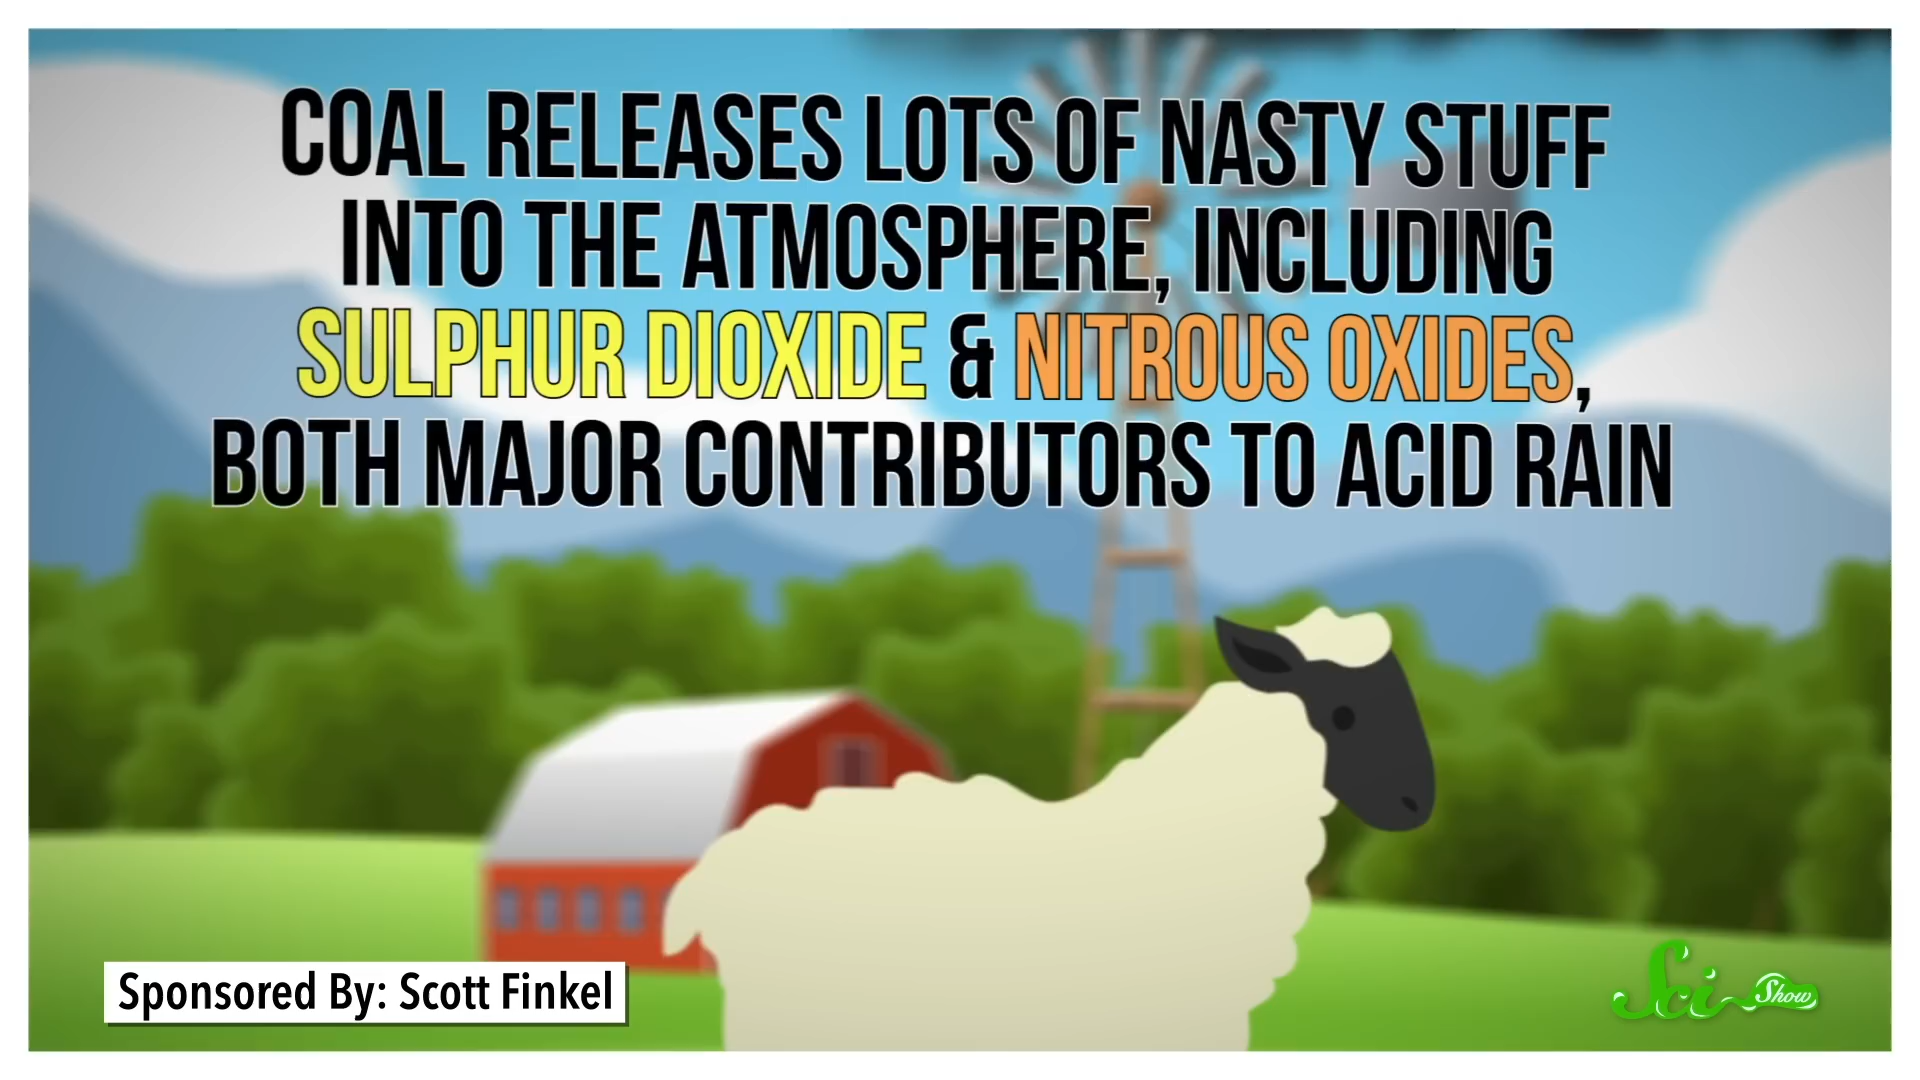 COAL RELEASES LOTS OF NASTY STUFF
INTO THE ATMOSPHERE, INCLUDING
SULPHUR DIOXIDE & NITROUS OXIDES,
BOTH MAJOR CONTRIBUTORS TO ACID RAIN
Sponsored By: Scott Finkel
Sci Show